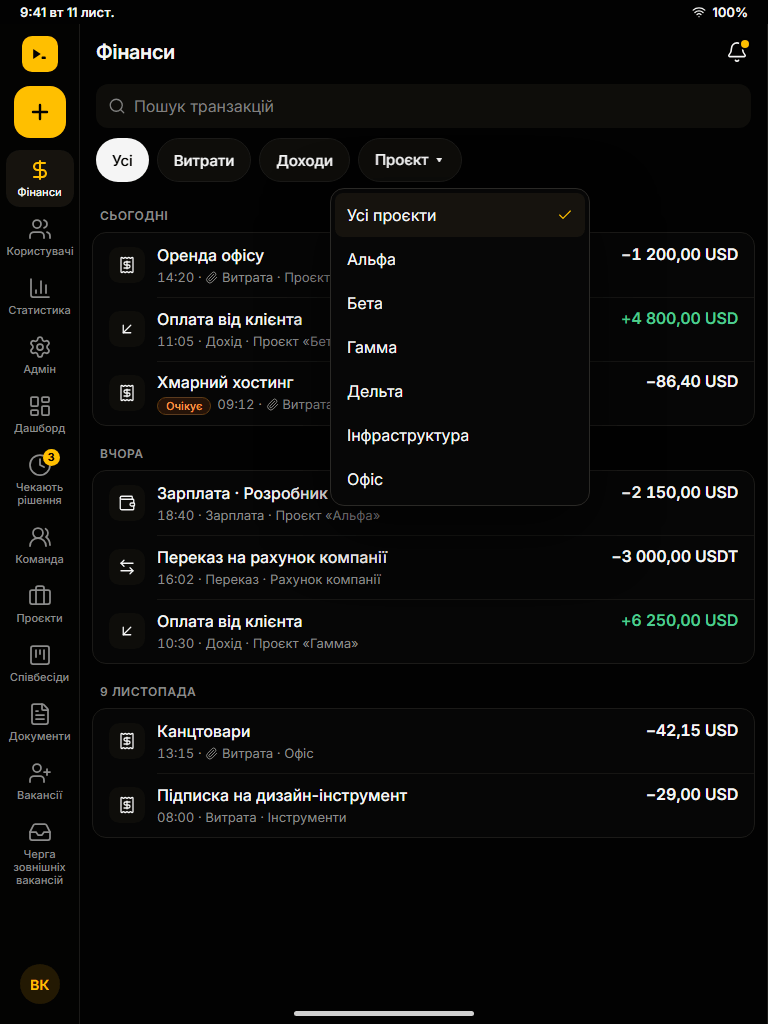 9:41 вт 11 лист.
100%
Фінанси
Пошук транзакцій
Усі
Витрати
Доходи
Проєкт
Фінанси
Користувачі
Статистика
Адмін
Дашборд
3
Чекають
рішення
Команда
Проєкти
Співбесіди
Документи
Вакансії
Черга
зовнішніх
вакансій
ВК
Усі проєкти
Альфа
Бета
Гамма
Дельта
Інфраструктура
Офіс
СЬОГОДНІ
Оренда офісу
−1 200,00 USD
14:20 · Витрата · Проєкт
Оплата від клієнта
+4 800,00 USD
11:05 · Дохід · Проєкт «Бет
Хмарний хостинг
−86,40 USD
Очікує 09:12 · Витрата
ВЧОРА
Зарплата · Розробник
−2 150,00 USD
18:40 · Зарплата · Проєкт «Альфа»
Переказ на рахунок компанії
−3 000,00 USDT
16:02 · Переказ · Рахунок компанії
Оплата від клієнта
+6 250,00 USD
10:30 · Дохід · Проєкт «Гамма»
9 ЛИСТОПАДА
Канцтовари
−42,15 USD
13:15 · Витрата · Офіс
Підписка на дизайн-інструмент
−29,00 USD
08:00 · Витрата · Інструменти